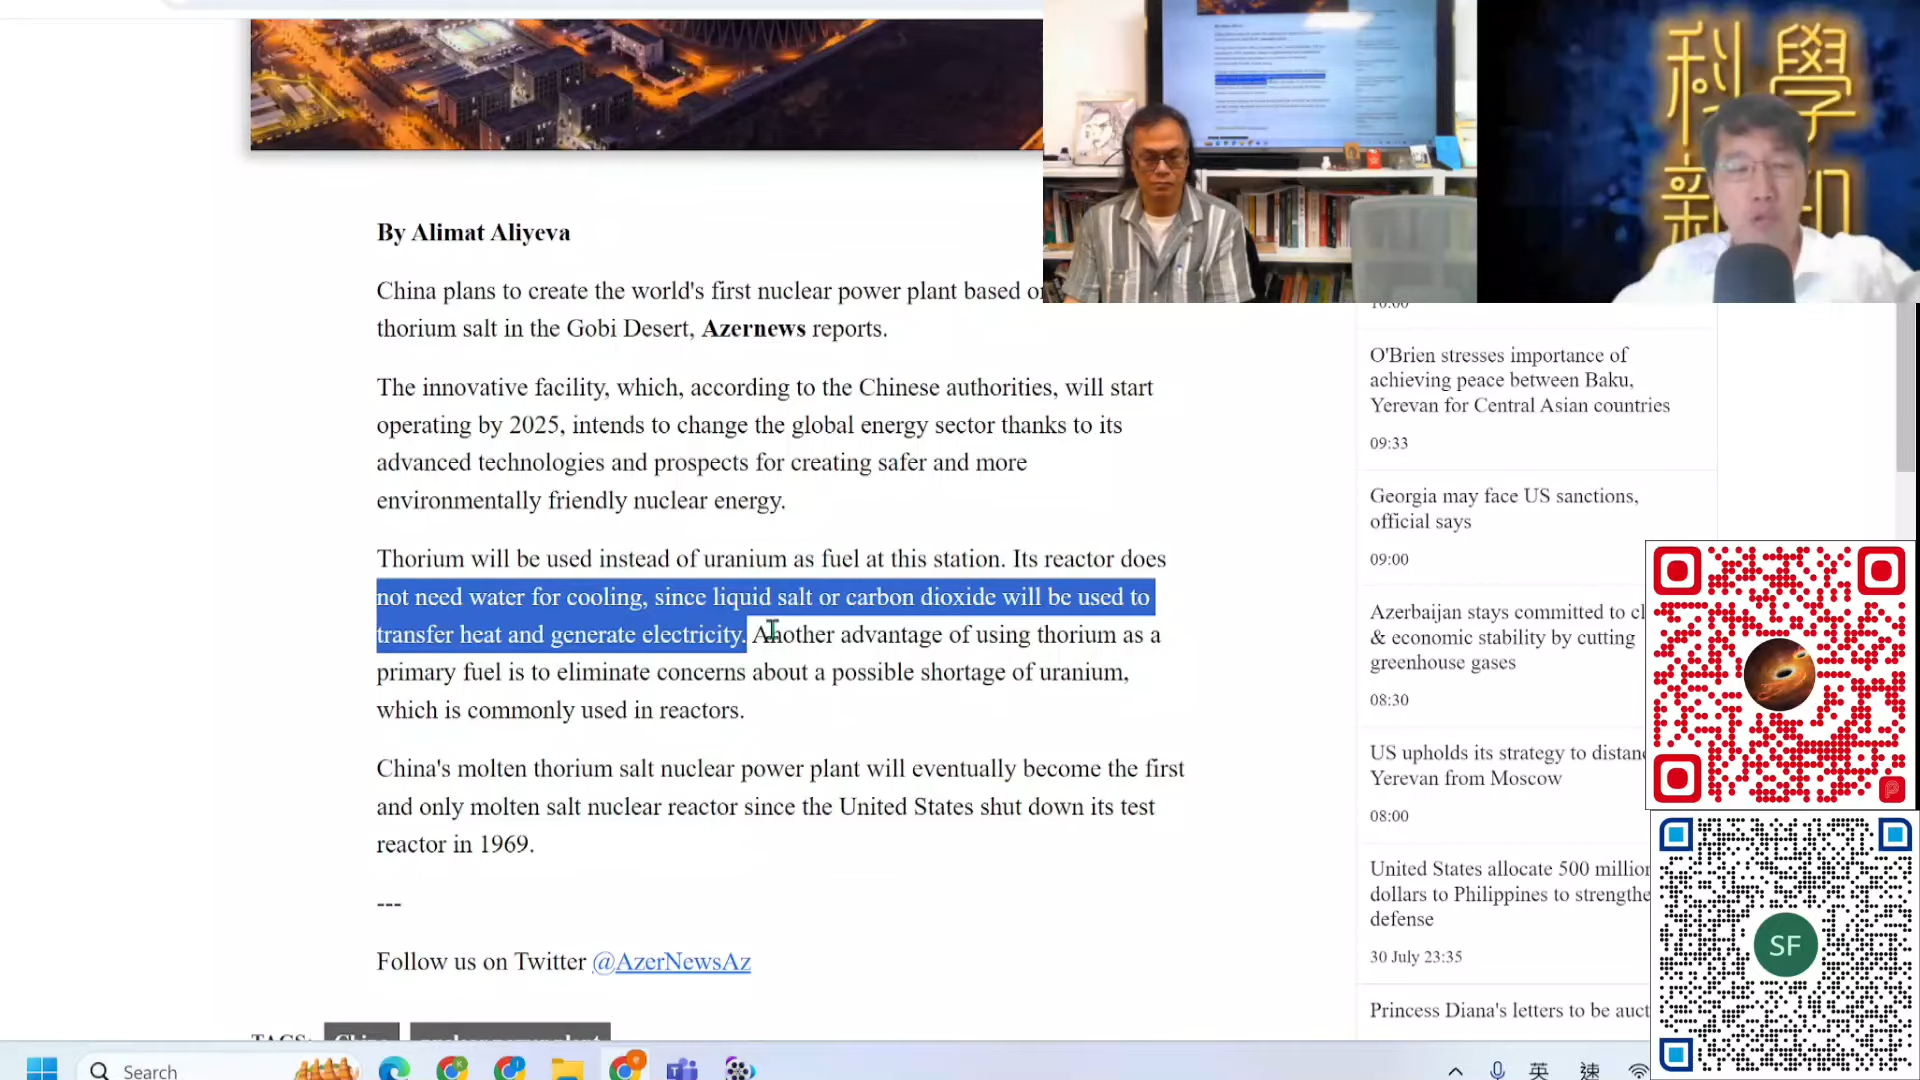 By Alimat Aliyeva
China plans to create the world's first nuclear power plant based
thorium salt in the Gobi Desert, Azernews reports.
The innovative facility, which, according to the Chinese authorities, will start
operating by 2025, intends to change the global energy sector thanks to its
advanced technologies and prospects for creating safer and more
environmentally friendly nuclear energy.
Thorium will be used instead of uranium as fuel at this station. Its reactor does
not need water for cooling, since liquid salt or carbon dioxide will be used to
transfer heat and generate electricity. Another advantage of using thorium as a
primary fuel is to eliminate concerns about a possible shortage of uranium,
which is commonly used in reactors.
China's molten thorium salt nuclear power plant will eventually become the first
and only molten salt nuclear reactor since the United States shut down its test
reactor in 1969.
---
Follow us on Twitter @AzerNewsAz
TAGS: China
科學
新知
10:00
O'Brien stresses importance of
achieving peace between Baku,
Yerevan for Central Asian countries
09:33
Georgia may face US sanctions,
official says
09:00
Azerbaijan stays committed to
& economic stability by cutting
greenhouse gases
08:30
US upholds its strategy to
Yerevan from Moscow
08:00
United States allocate 500
dollars to Philippines to
defense
30 July 23:35
Princess Diana's letters to be
SF
Search
英
速